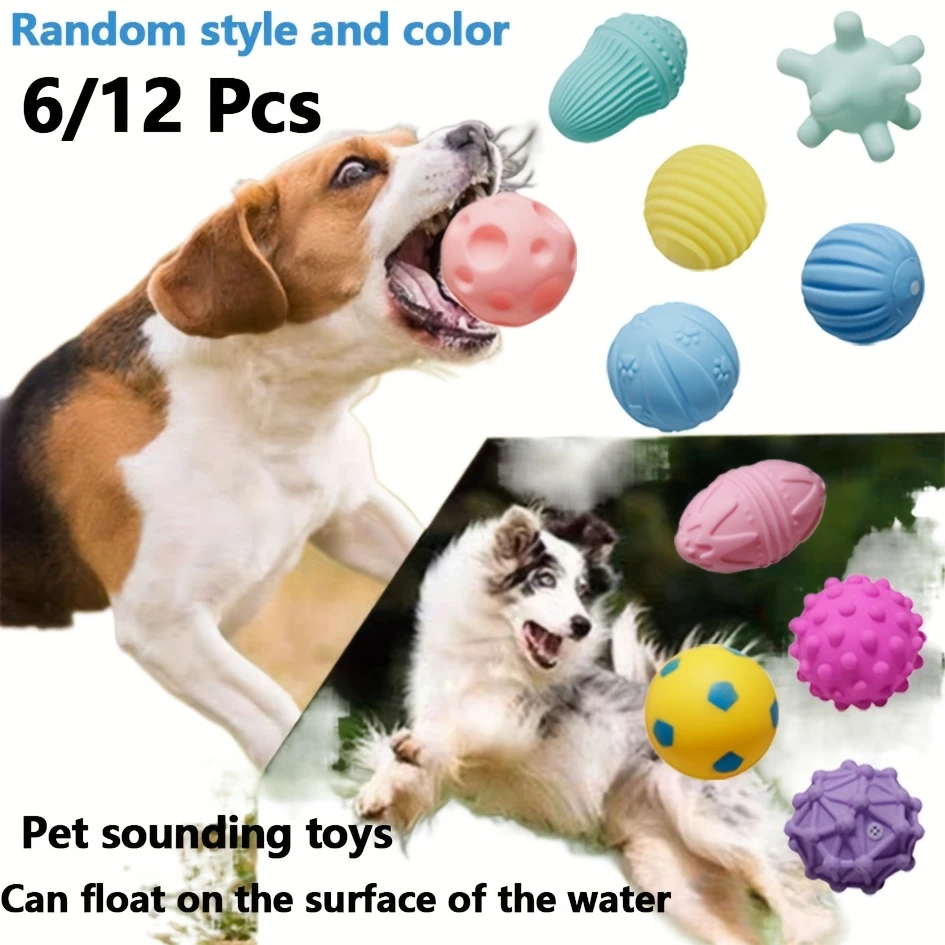 Random style and color
6/12 Pcs
Pet sounding toys
Can float on the surface of the water